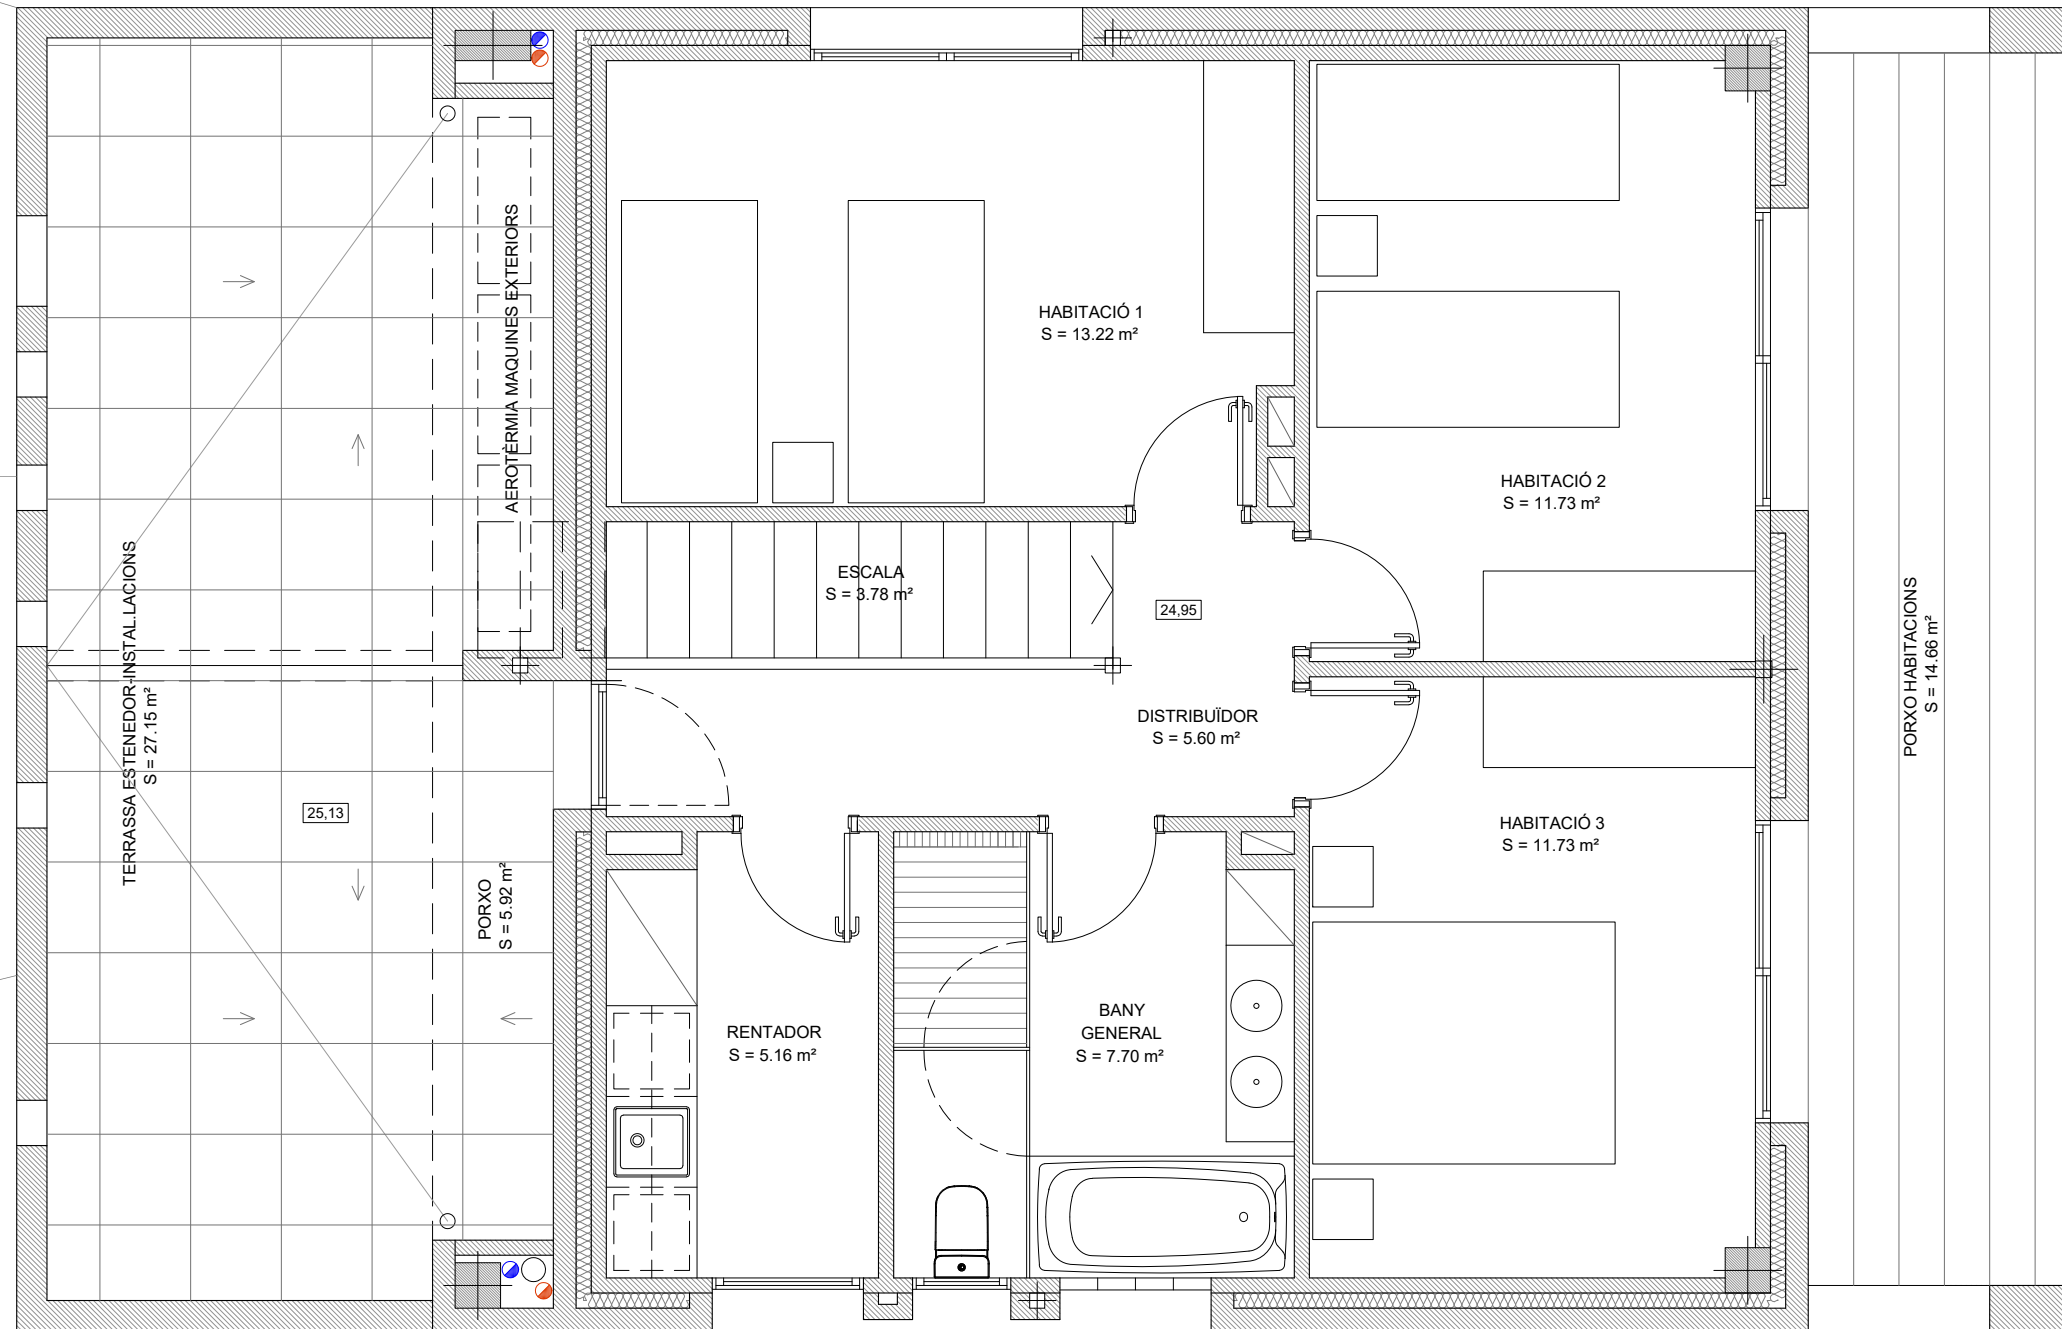 AEROTÈRMIA MAQUINES EXTERIORS
HABITACIÓ 1
S = 13.22 m²
HABITACIÓ 2
S = 11.73 m²
ESCALA
S = 3.78 m²
24,95
TERRASSA ESTENEDOR-INSTAL.LACIONS
S = 27.15 m²
PORXO HABITACIONS
S = 14.66 m²
DISTRIBUÏDOR
S = 5.60 m²
25,13
HABITACIÓ 3
S = 11.73 m²
PORXO
S = 5.92 m²
RENTADOR
S = 5.16 m²
BANY
GENERAL
S = 7.70 m²